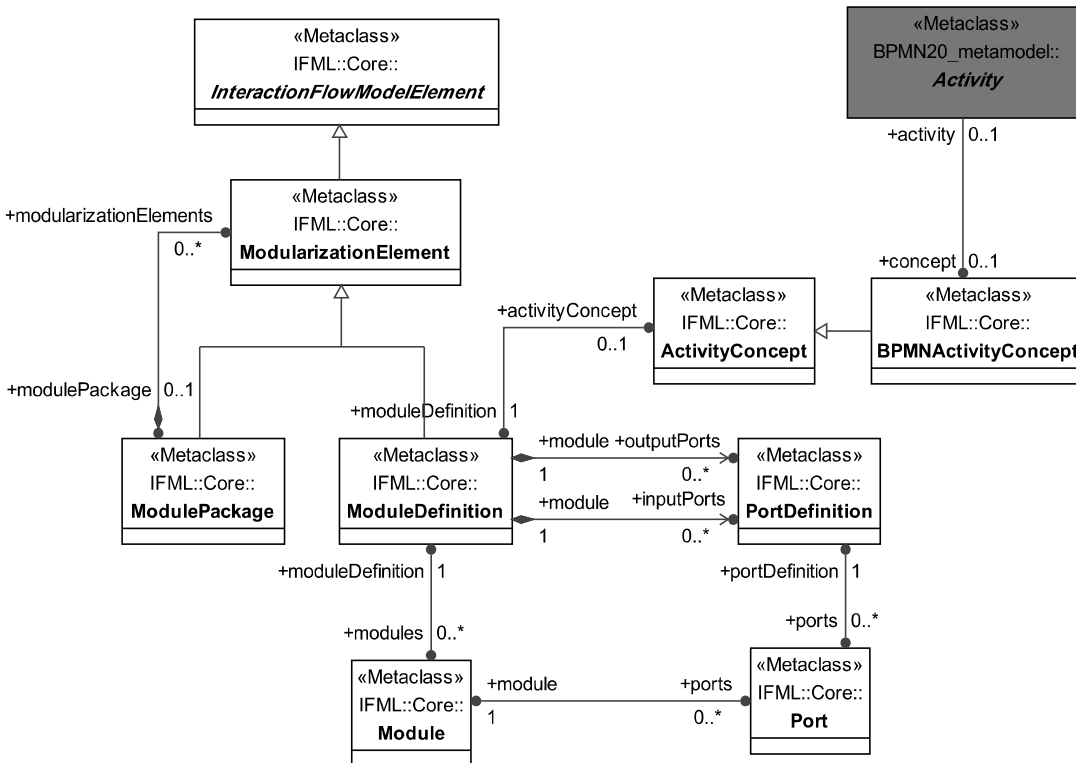 «Metaclass»
IFML::Core::
InteractionFlowModelElement
«Metaclass»
BPMN20_metamodel::
Activity
+activity
0..1
+concept
0..1
«Metaclass»
IFML::Core::
ModularizationElement
+modularizationElements
0..*
+modulePackage
0..1
«Metaclass»
IFML::Core::
ActivityConcept
«Metaclass»
IFML::Core::
BPMNActivityConcept
+activityConcept
0..1
+moduleDefinition
1
«Metaclass»
IFML::Core::
ModulePackage
«Metaclass»
IFML::Core::
ModuleDefinition
+module +outputPorts
1
0..*
+module
+inputPorts
1
0..*
«Metaclass»
IFML::Core::
PortDefinition
+moduleDefinition
1
+modules
0..*
+portDefinition
1
+ports
0..*
«Metaclass»
IFML::Core::
Module
+module
1
+ports
0..*
«Metaclass»
IFML::Core::
Port